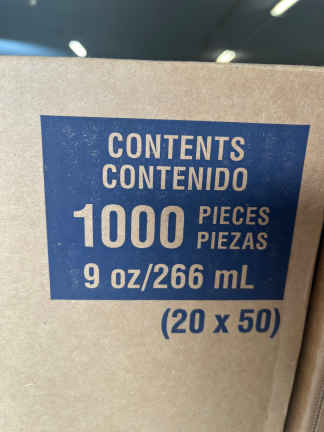 CONTENTS
CONTENIDO
1000 PIECES
PIEZAS
9 oz/266 mL
(20 x 50)